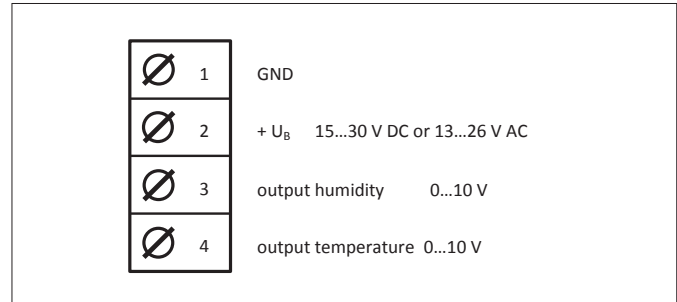 1 GND
2 + UB 15...30 V DC or 13...26 V AC
3 output humidity 0...10 V
4 output temperature 0...10 V